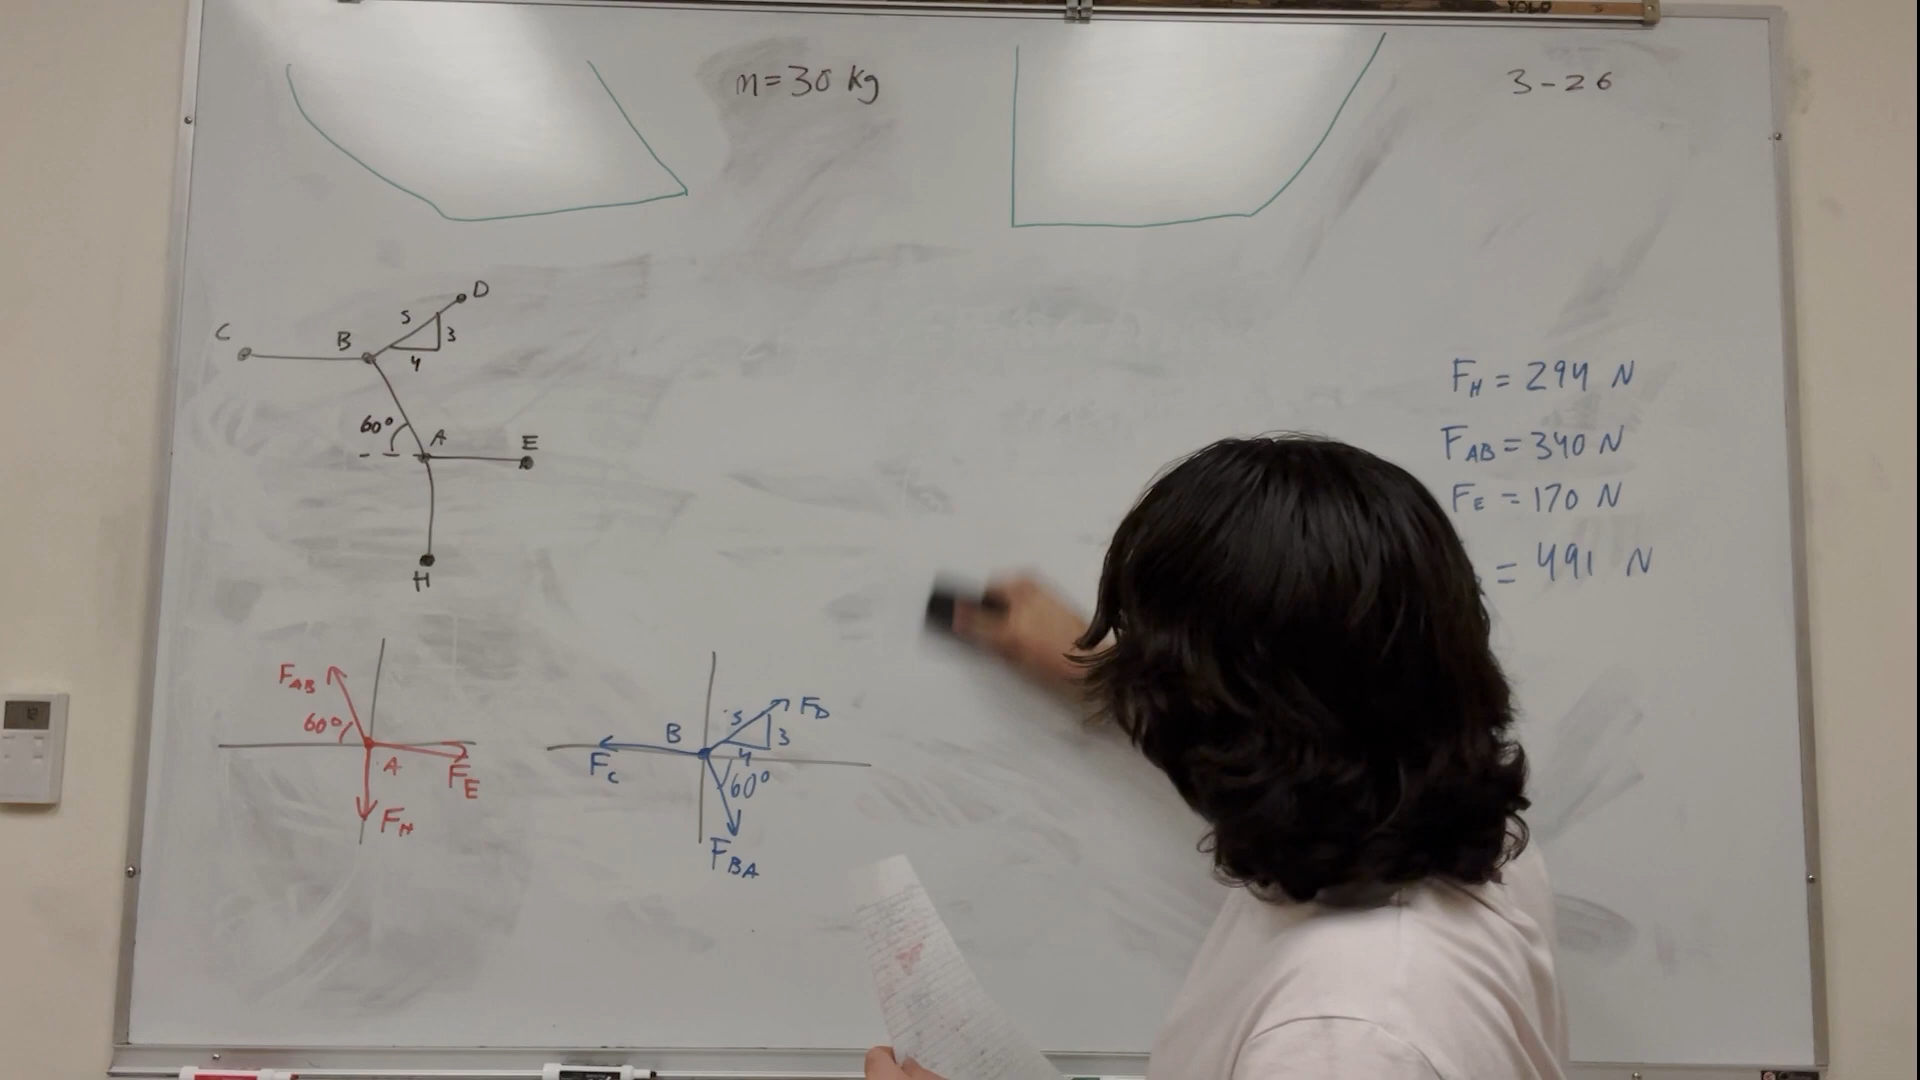 YOLO
m=30 kg
3-26
D
5
3
4
C
B
60°
A
E
H
F_H = 294 N
F_AB = 340 N
F_E = 170 N
= 491 N
F_AB
60°
A
F_E
F_H
B
5
3
4
F_D
F_C
60°
F_BA